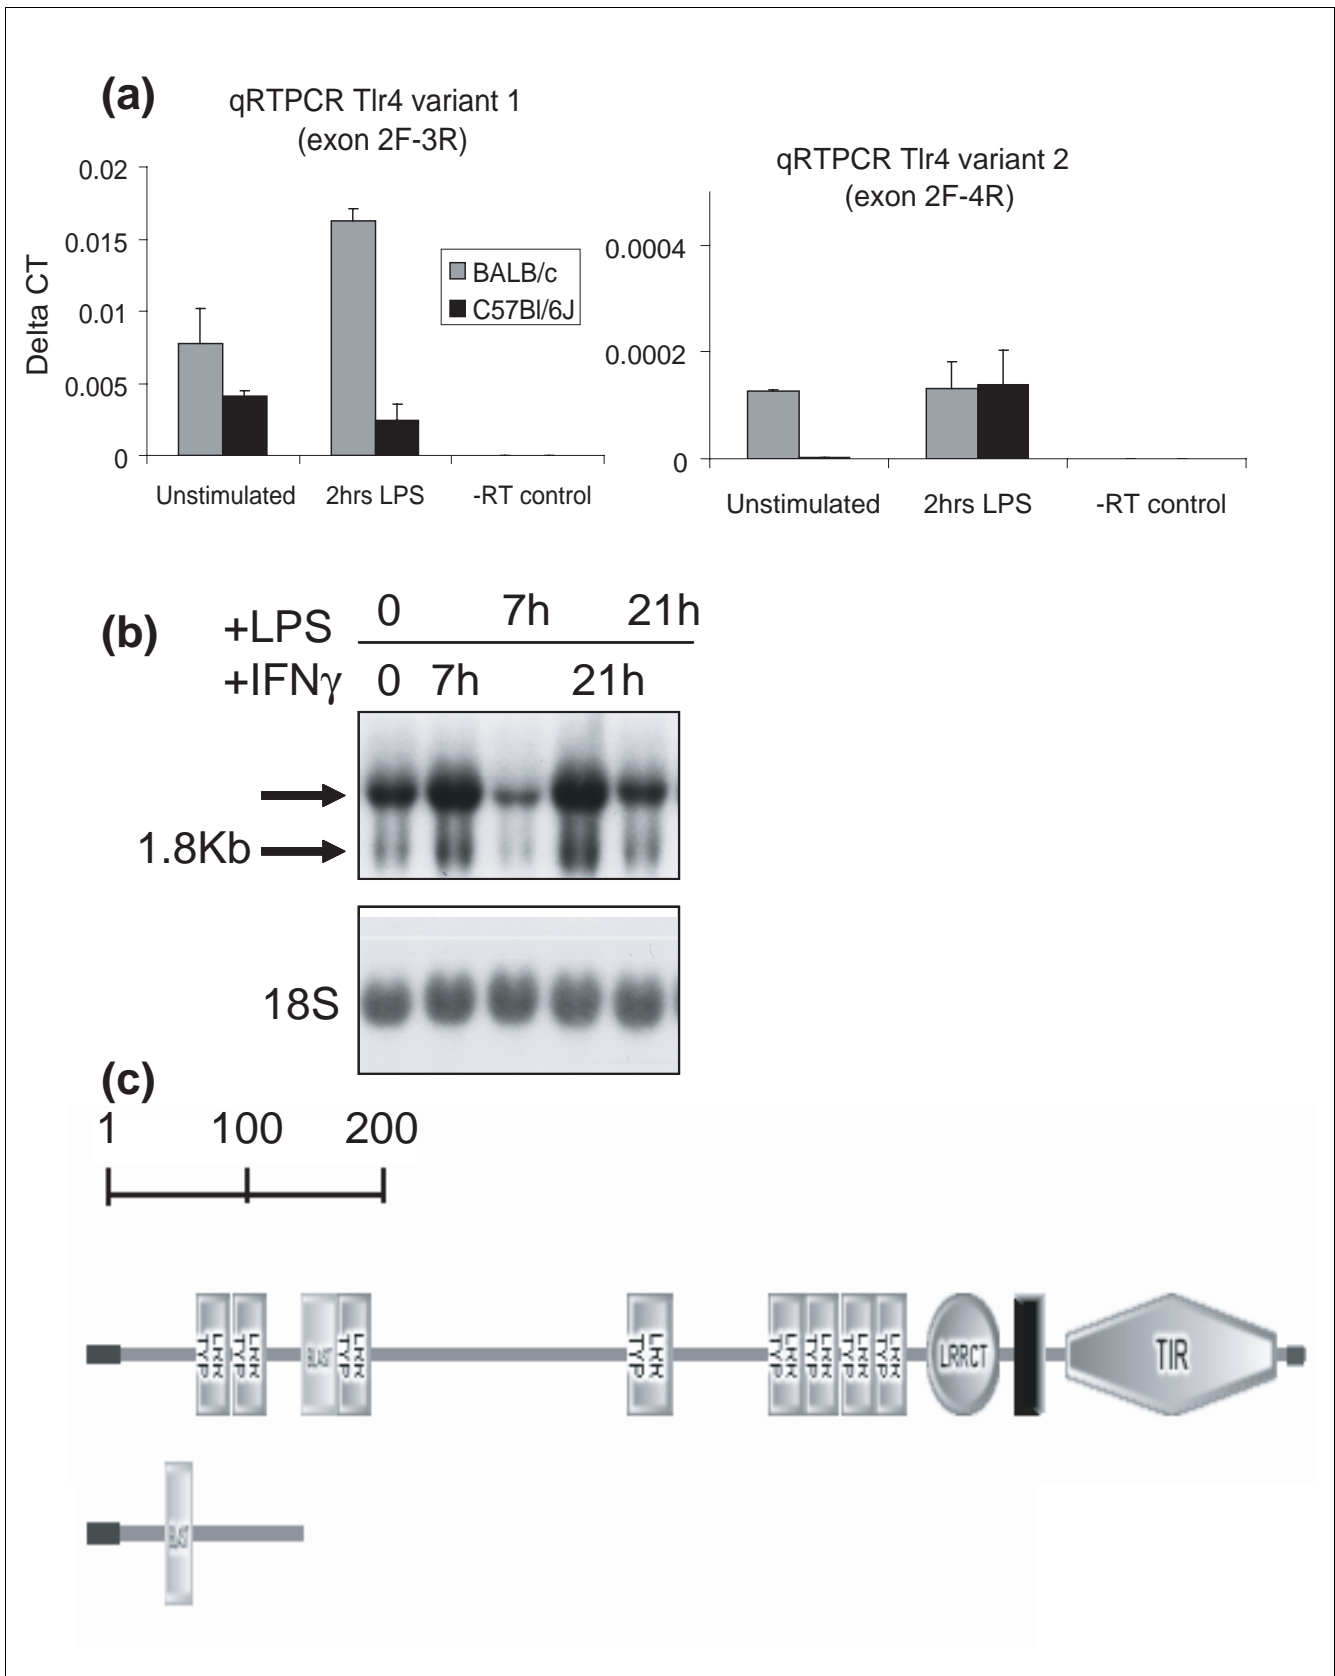 (a)
qRTPCR Tlr4 variant 1
(exon 2F-3R)
0.02
0.015
0.01
0.005
0
Delta CT
Unstimulated 2hrs LPS -RT control
BALB/c
C57Bl/6J
qRTPCR Tlr4 variant 2
(exon 2F-4R)
0.0004
0.0002
0
Unstimulated 2hrs LPS -RT control
(b)
+LPS 0 7h 21h
+IFNγ 0 7h 21h
1.8Kb
18S
(c)
1 100 200
LRR TYP
LRR TYP
BLAST
LRR TYP
LRR TYP
LRR TYP
LRR TYP
LRR TYP
LRR TYP
LRRCT
TIR
BLAST